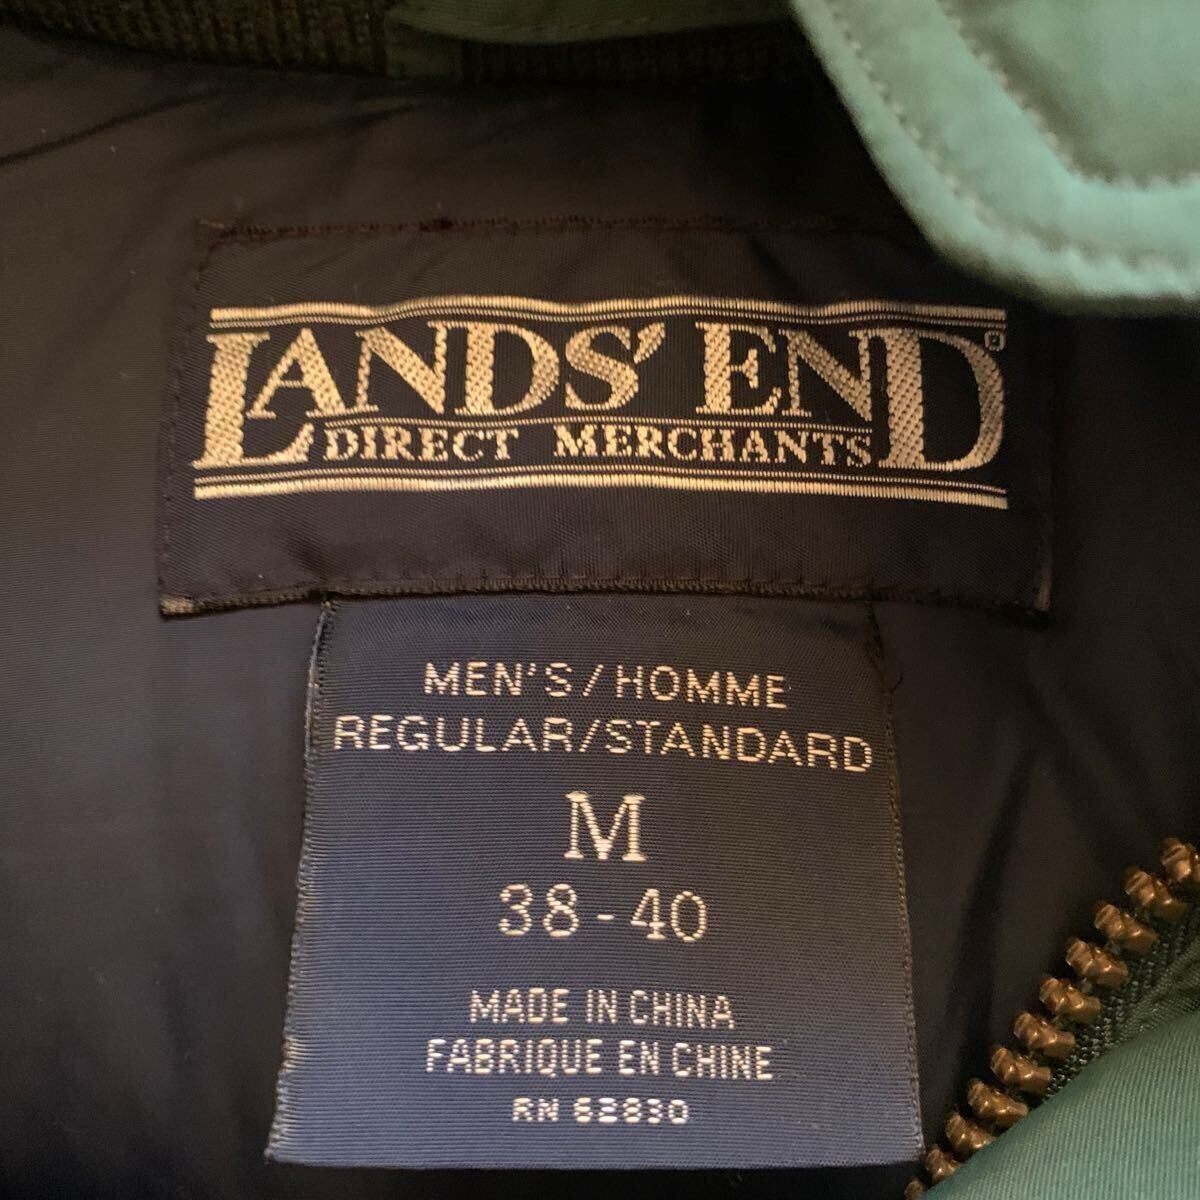 LANDS' END®
DIRECT MERCHANTS
MEN'S/HOMME
REGULAR/STANDARD
M
38-40
MADE IN CHINA
FABRIQUE EN CHINE
RN 62830